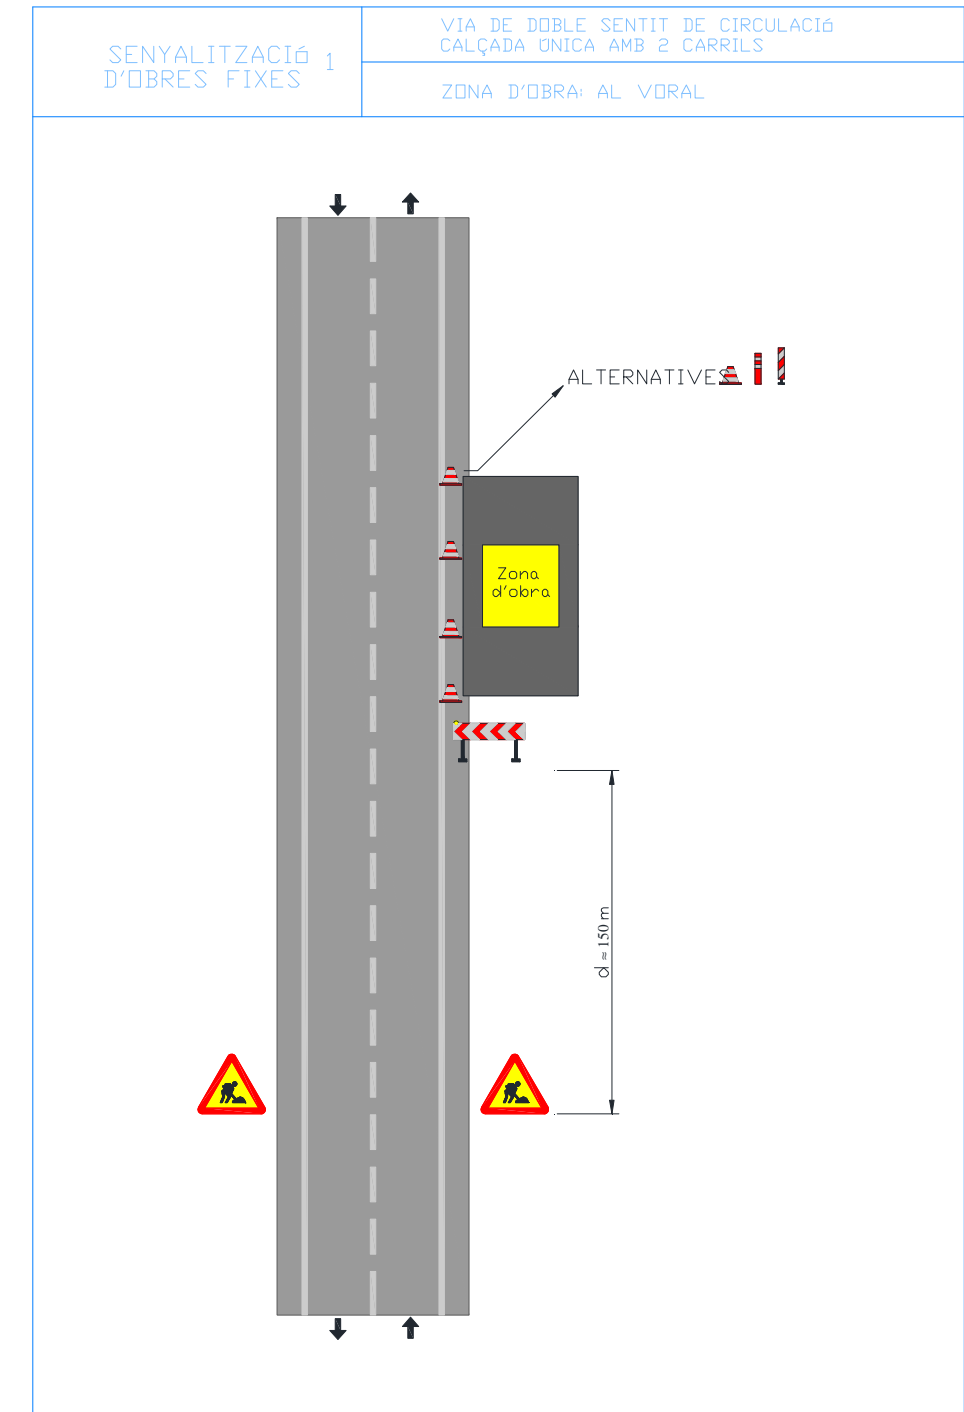 SENYALITZACIó 1
D'OBRES FIXES
VIA DE DOBLE SENTIT DE CIRCULACIó
CALÇADA ÚNICA AMB 2 CARRILS
ZONA D'OBRA: AL VORAL
ALTERNATIVES
Zona
d'obra
d ≈ 150 m